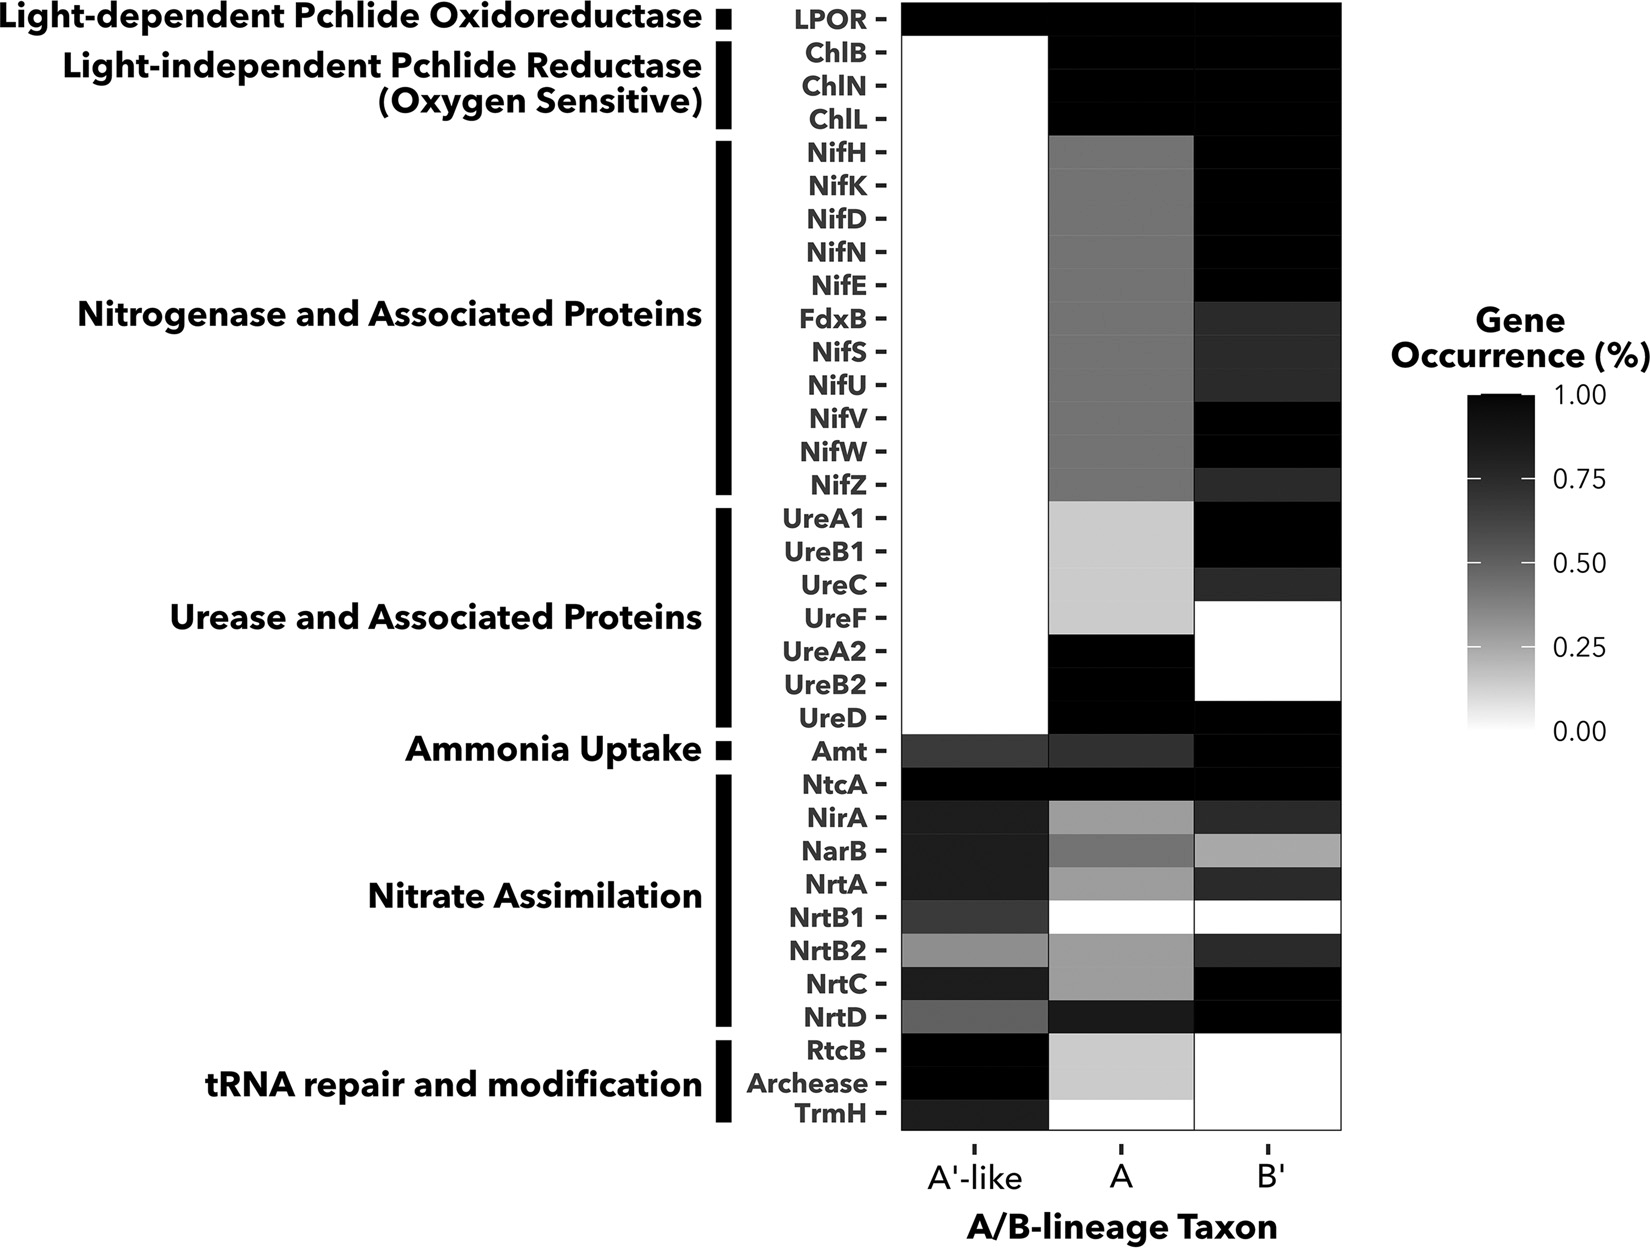 Light-dependent Pchlide Oxidoreductase
Light-independent Pchlide Reductase
(Oxygen Sensitive)
Nitrogenase and Associated Proteins
Urease and Associated Proteins
Ammonia Uptake
Nitrate Assimilation
tRNA repair and modification
LPOR
ChlB
ChlN
ChlL
NifH
NifK
NifD
NifN
NifE
FdxB
NifS
NifU
NifV
NifW
NifZ
UreA1
UreB1
UreC
UreF
UreA2
UreB2
UreD
Amt
NtcA
NirA
NarB
NrtA
NrtB1
NrtB2
NrtC
NrtD
RtcB
Archease
TrmH
A'-like
A
B'
A/B-lineage Taxon
Gene
Occurrence (%)
1.00
0.75
0.50
0.25
0.00